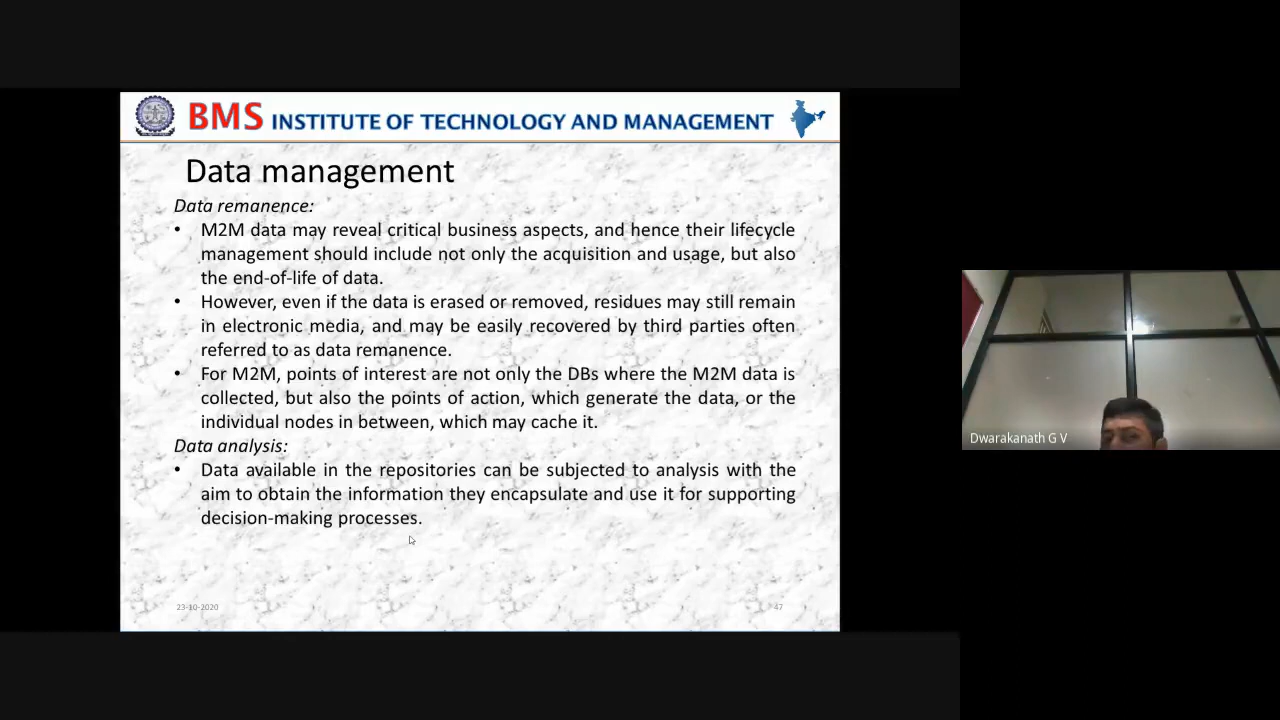 BMS INSTITUTE OF TECHNOLOGY AND MANAGEMENT
Data management
Data remanence:
• M2M data may reveal critical business aspects, and hence their lifecycle
management should include not only the acquisition and usage, but also
the end-of-life of data.
• However, even if the data is erased or removed, residues may still remain
in electronic media, and may be easily recovered by third parties often
referred to as data remanence.
• For M2M, points of interest are not only the DBs where the M2M data is
collected, but also the points of action, which generate the data, or the
individual nodes in between, which may cache it.
Data analysis:
• Data available in the repositories can be subjected to analysis with the
aim to obtain the information they encapsulate and use it for supporting
decision-making processes.
23-10-2020
47
Dwarakanath G V